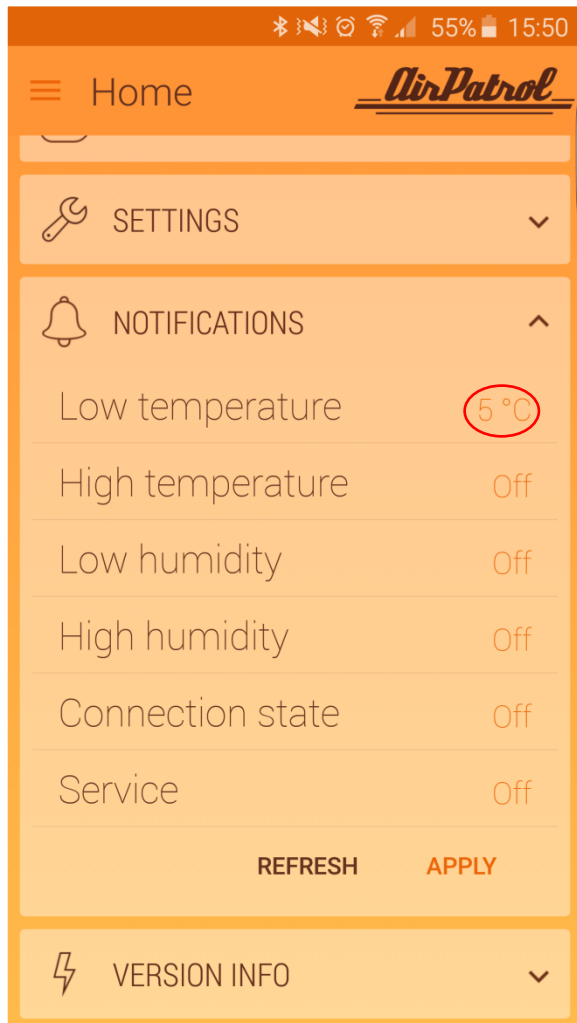 55% 15:50
Home AirPatrol
SETTINGS
NOTIFICATIONS
Low temperature 5 °C
High temperature Off
Low humidity Off
High humidity Off
Connection state Off
Service Off
REFRESH APPLY
VERSION INFO